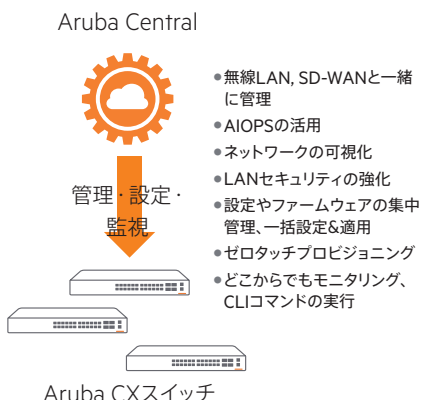 Aruba Central
●無線LAN, SD-WANと一緒
に管理
●AIOPSの活用
●ネットワークの可視化
●LANセキュリティの強化
●設定やファームウェアの集中
管理、一括設定&適用
●ゼロタッチプロビジョニング
●どこからでもモニタリング、
CLIコマンドの実行
管理・設定・
監視
Aruba CXスイッチ